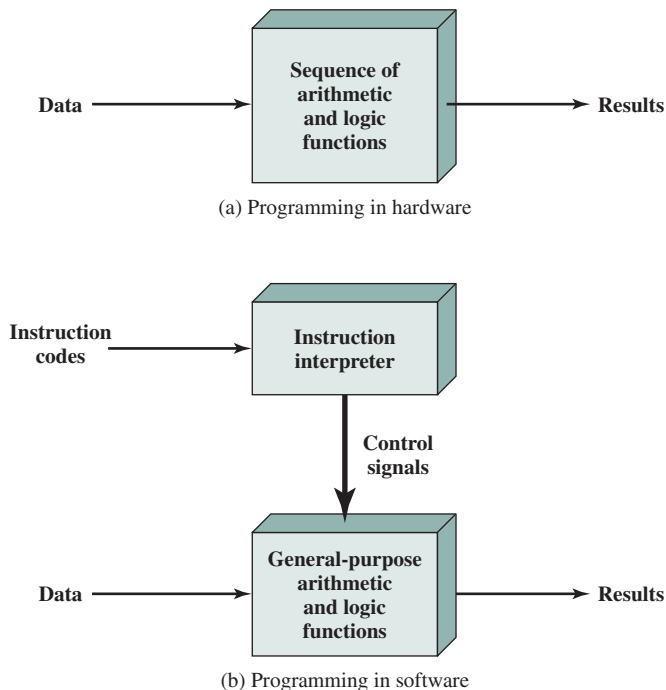 Sequence of
arithmetic
and logic
functions
Data
Results
(a) Programming in hardware
Instruction
codes
Instruction
interpreter
Control
signals
General-purpose
arithmetic
and logic
functions
Data
Results
(b) Programming in software